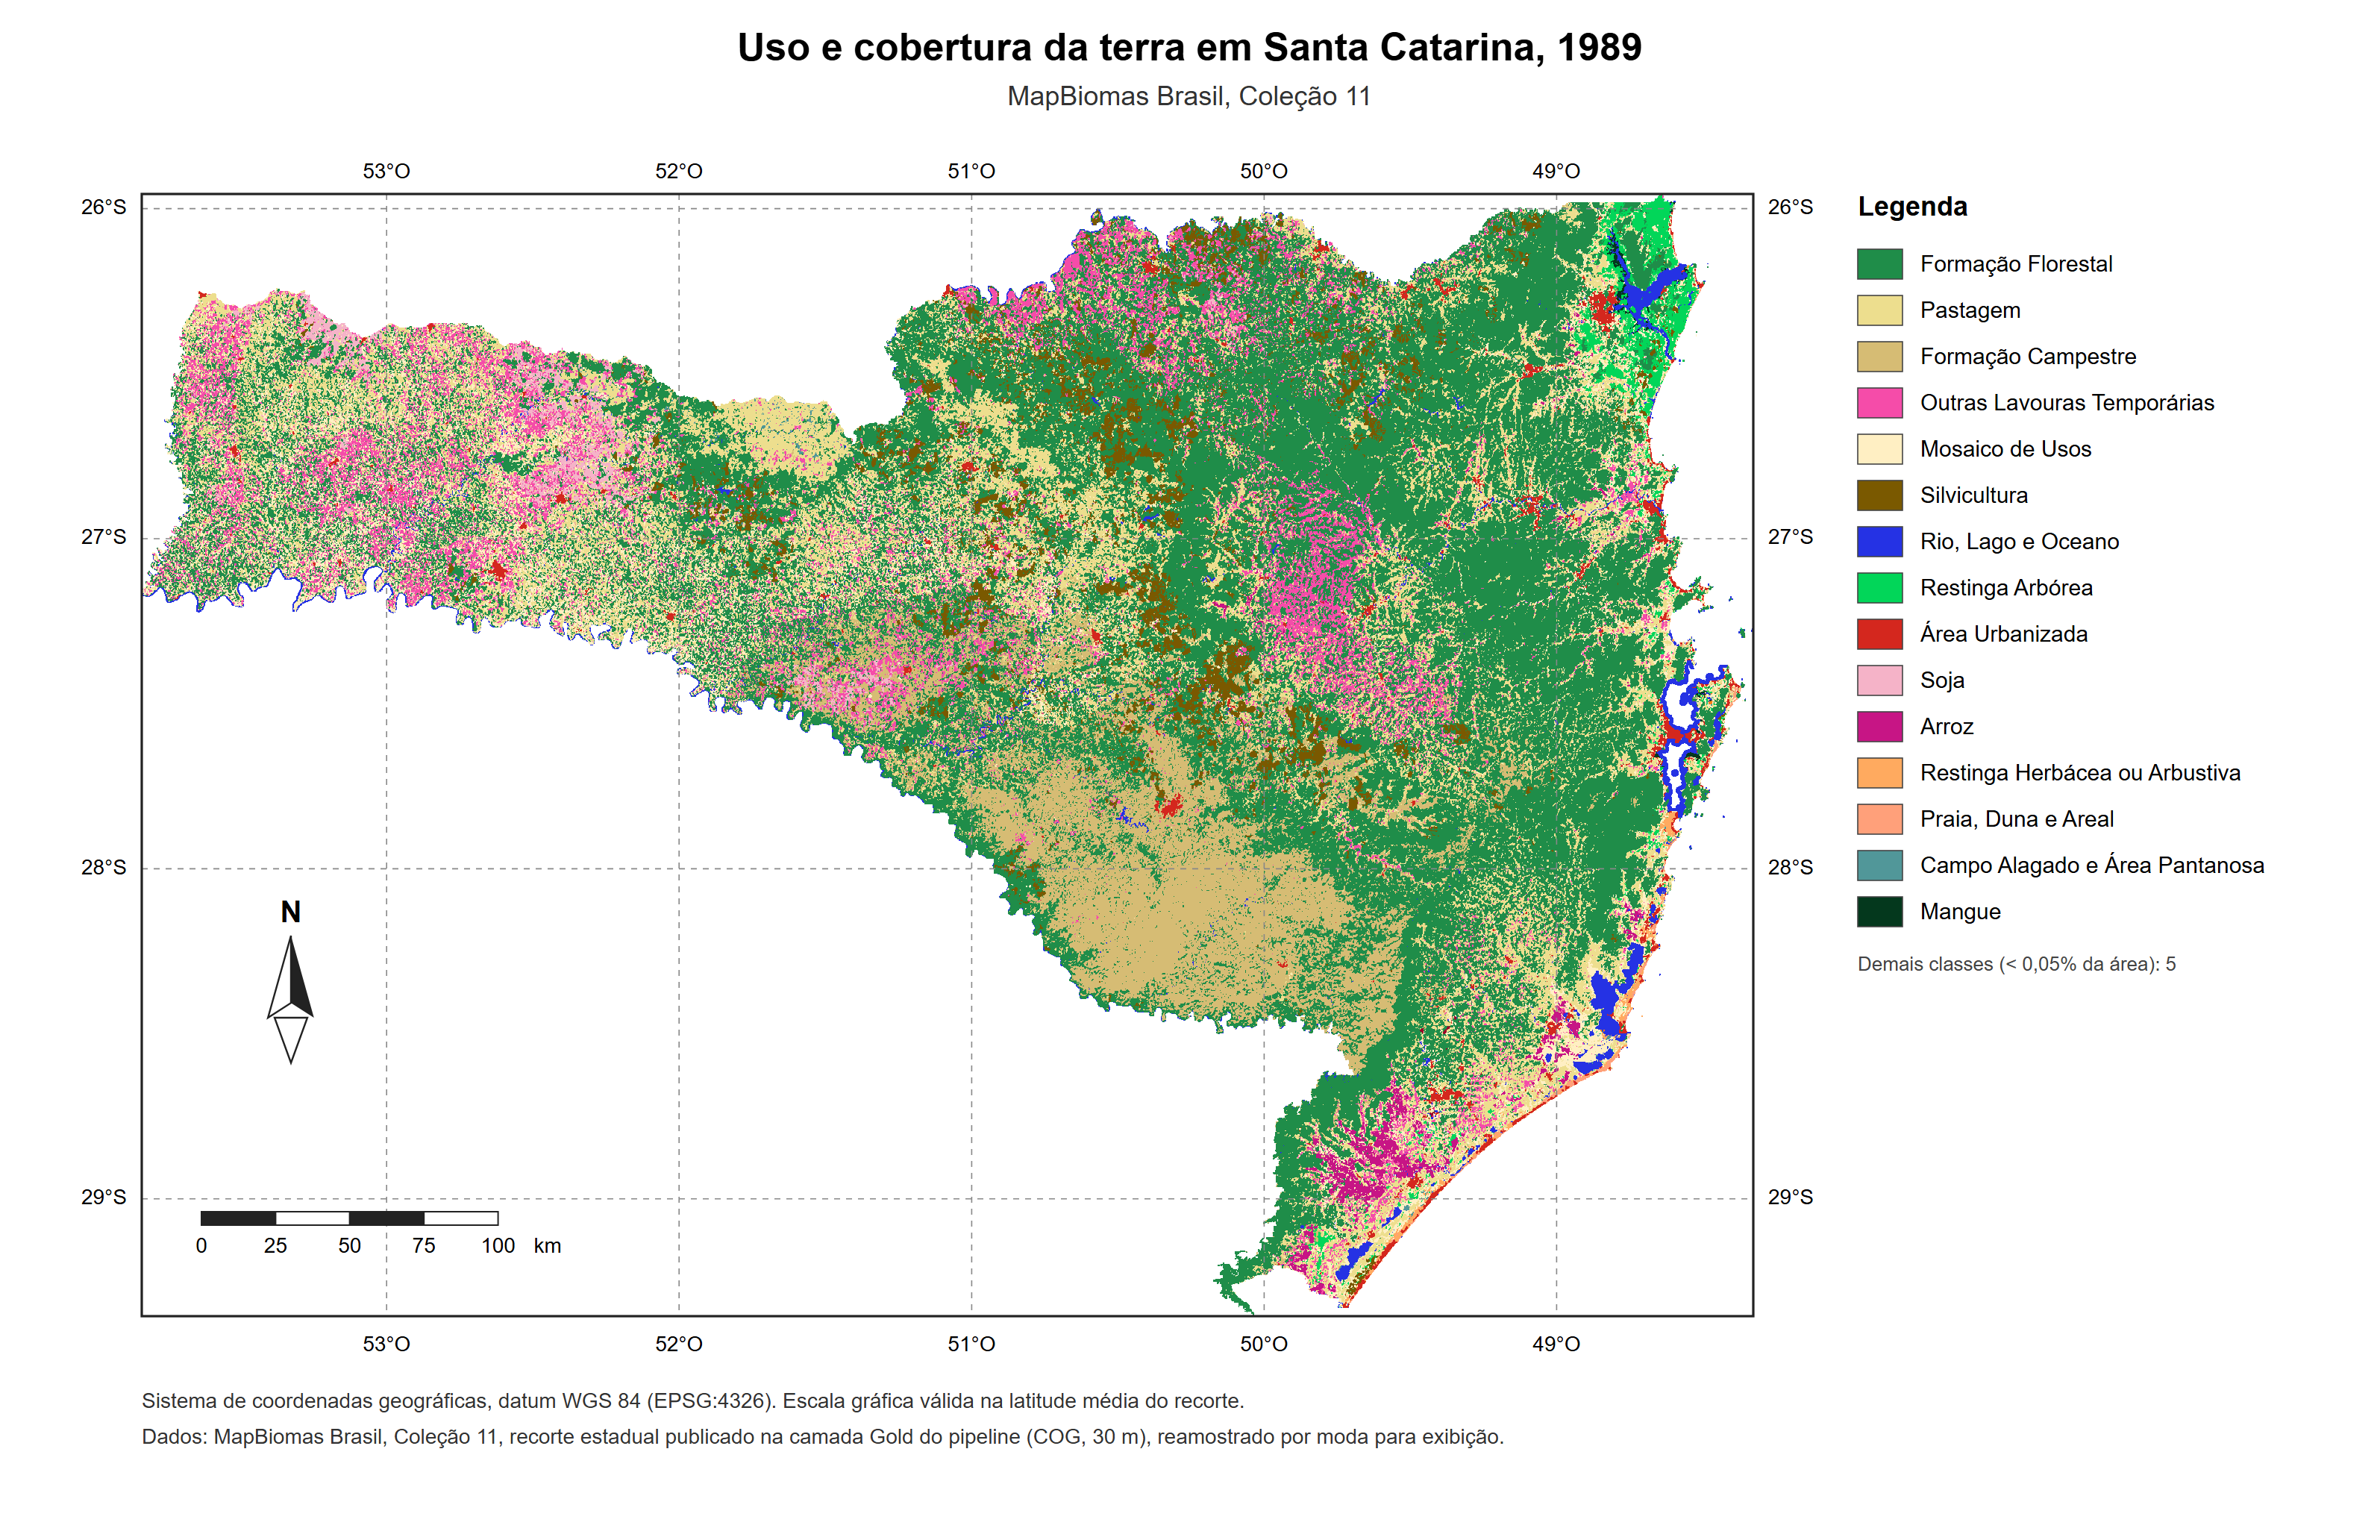 Uso e cobertura da terra em Santa Catarina, 1989
MapBiomas Brasil, Coleção 11
53°O 52°O 51°O 50°O 49°O
26°S 26°S
27°S 27°S
28°S 28°S
29°S 29°S
Legenda
Formação Florestal
Pastagem
Formação Campestre
Outras Lavouras Temporárias
Mosaico de Usos
Silvicultura
Rio, Lago e Oceano
Restinga Arbórea
Área Urbanizada
Soja
Arroz
Restinga Herbácea ou Arbustiva
Praia, Duna e Areal
Campo Alagado e Área Pantanosa
Mangue
Demais classes (< 0,05% da área): 5
N
0 25 50 75 100 km
53°O 52°O 51°O 50°O 49°O
Sistema de coordenadas geográficas, datum WGS 84 (EPSG:4326). Escala gráfica válida na latitude média do recorte.
Dados: MapBiomas Brasil, Coleção 11, recorte estadual publicado na camada Gold do pipeline (COG, 30 m), reamostrado por moda para exibição.